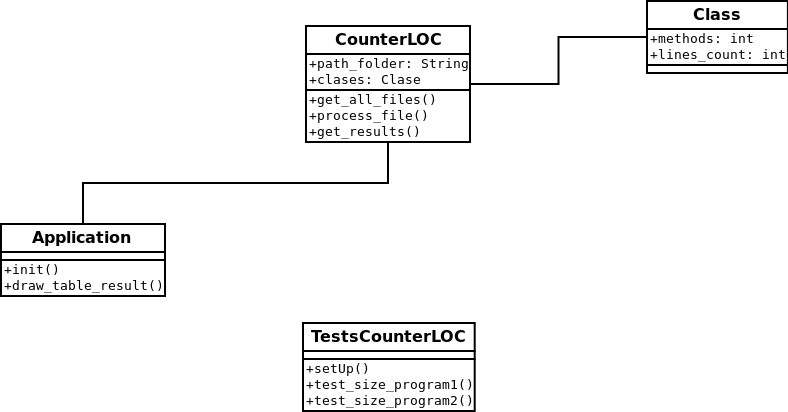 Class
+methods: int
+lines_count: int
CounterLOC
+path_folder: String
+clases: Clase
+get_all_files()
+process_file()
+get_results()
Application
+init()
+draw_table_result()
TestsCounterLOC
+setUp()
+test_size_program1()
+test_size_program2()